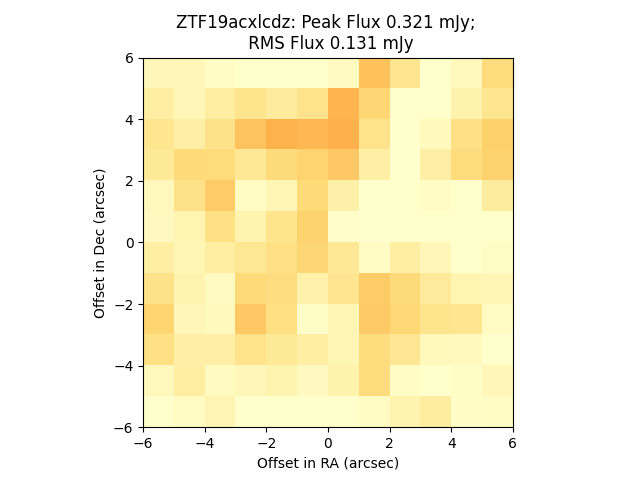 ZTF19acxlcdz: Peak Flux 0.321 mJy;
RMS Flux 0.131 mJy
6
4
2
0
−2
−4
−6
Offset in Dec (arcsec)
−6 −4 −2 0 2 4 6
Offset in RA (arcsec)